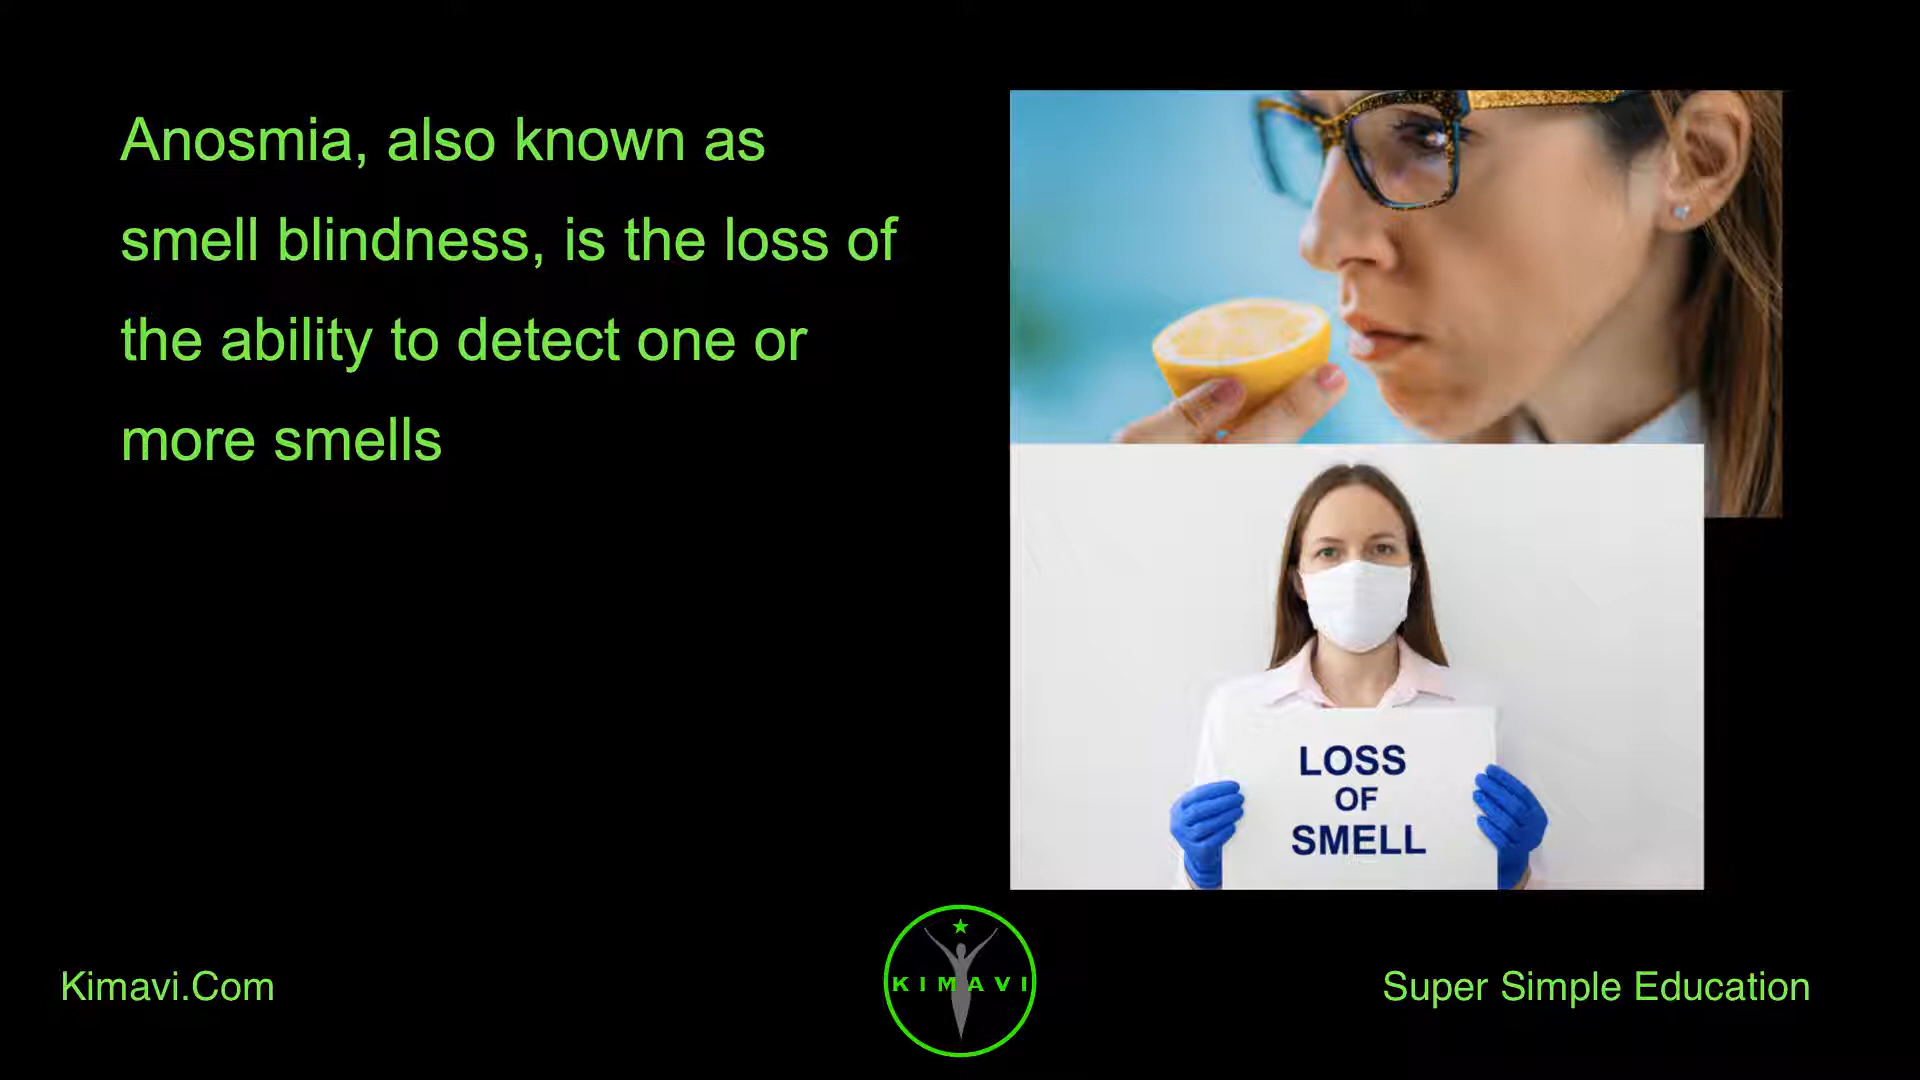 Anosmia, also known as
smell blindness, is the loss of
the ability to detect one or
more smells
LOSS
OF
SMELL
Kimavi.Com
KIMAVI
Super Simple Education